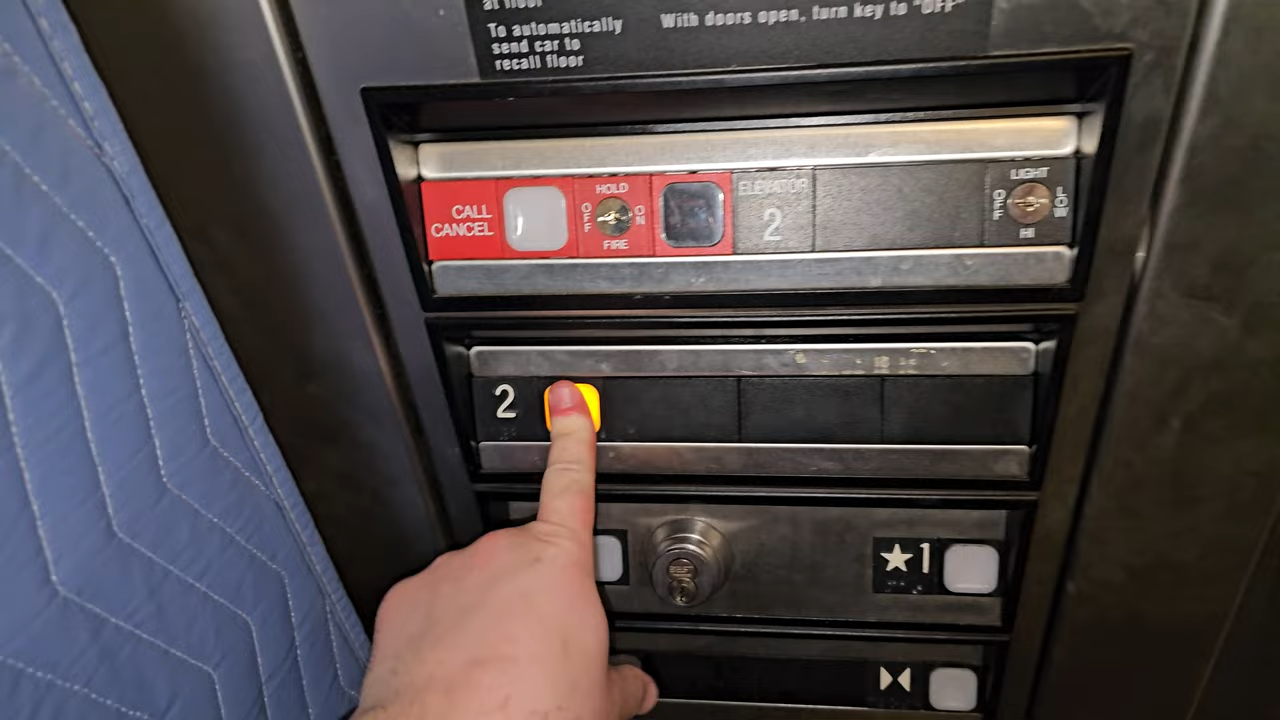 at floor
To automatically
send car to
recall floor
With doors open, turn key to "OFF"
CALL
CANCEL
HOLD
OFF
ON
FIRE
ELEVATOR
2
LIGHT
OFF
LOW
HI
2
BEST
★1